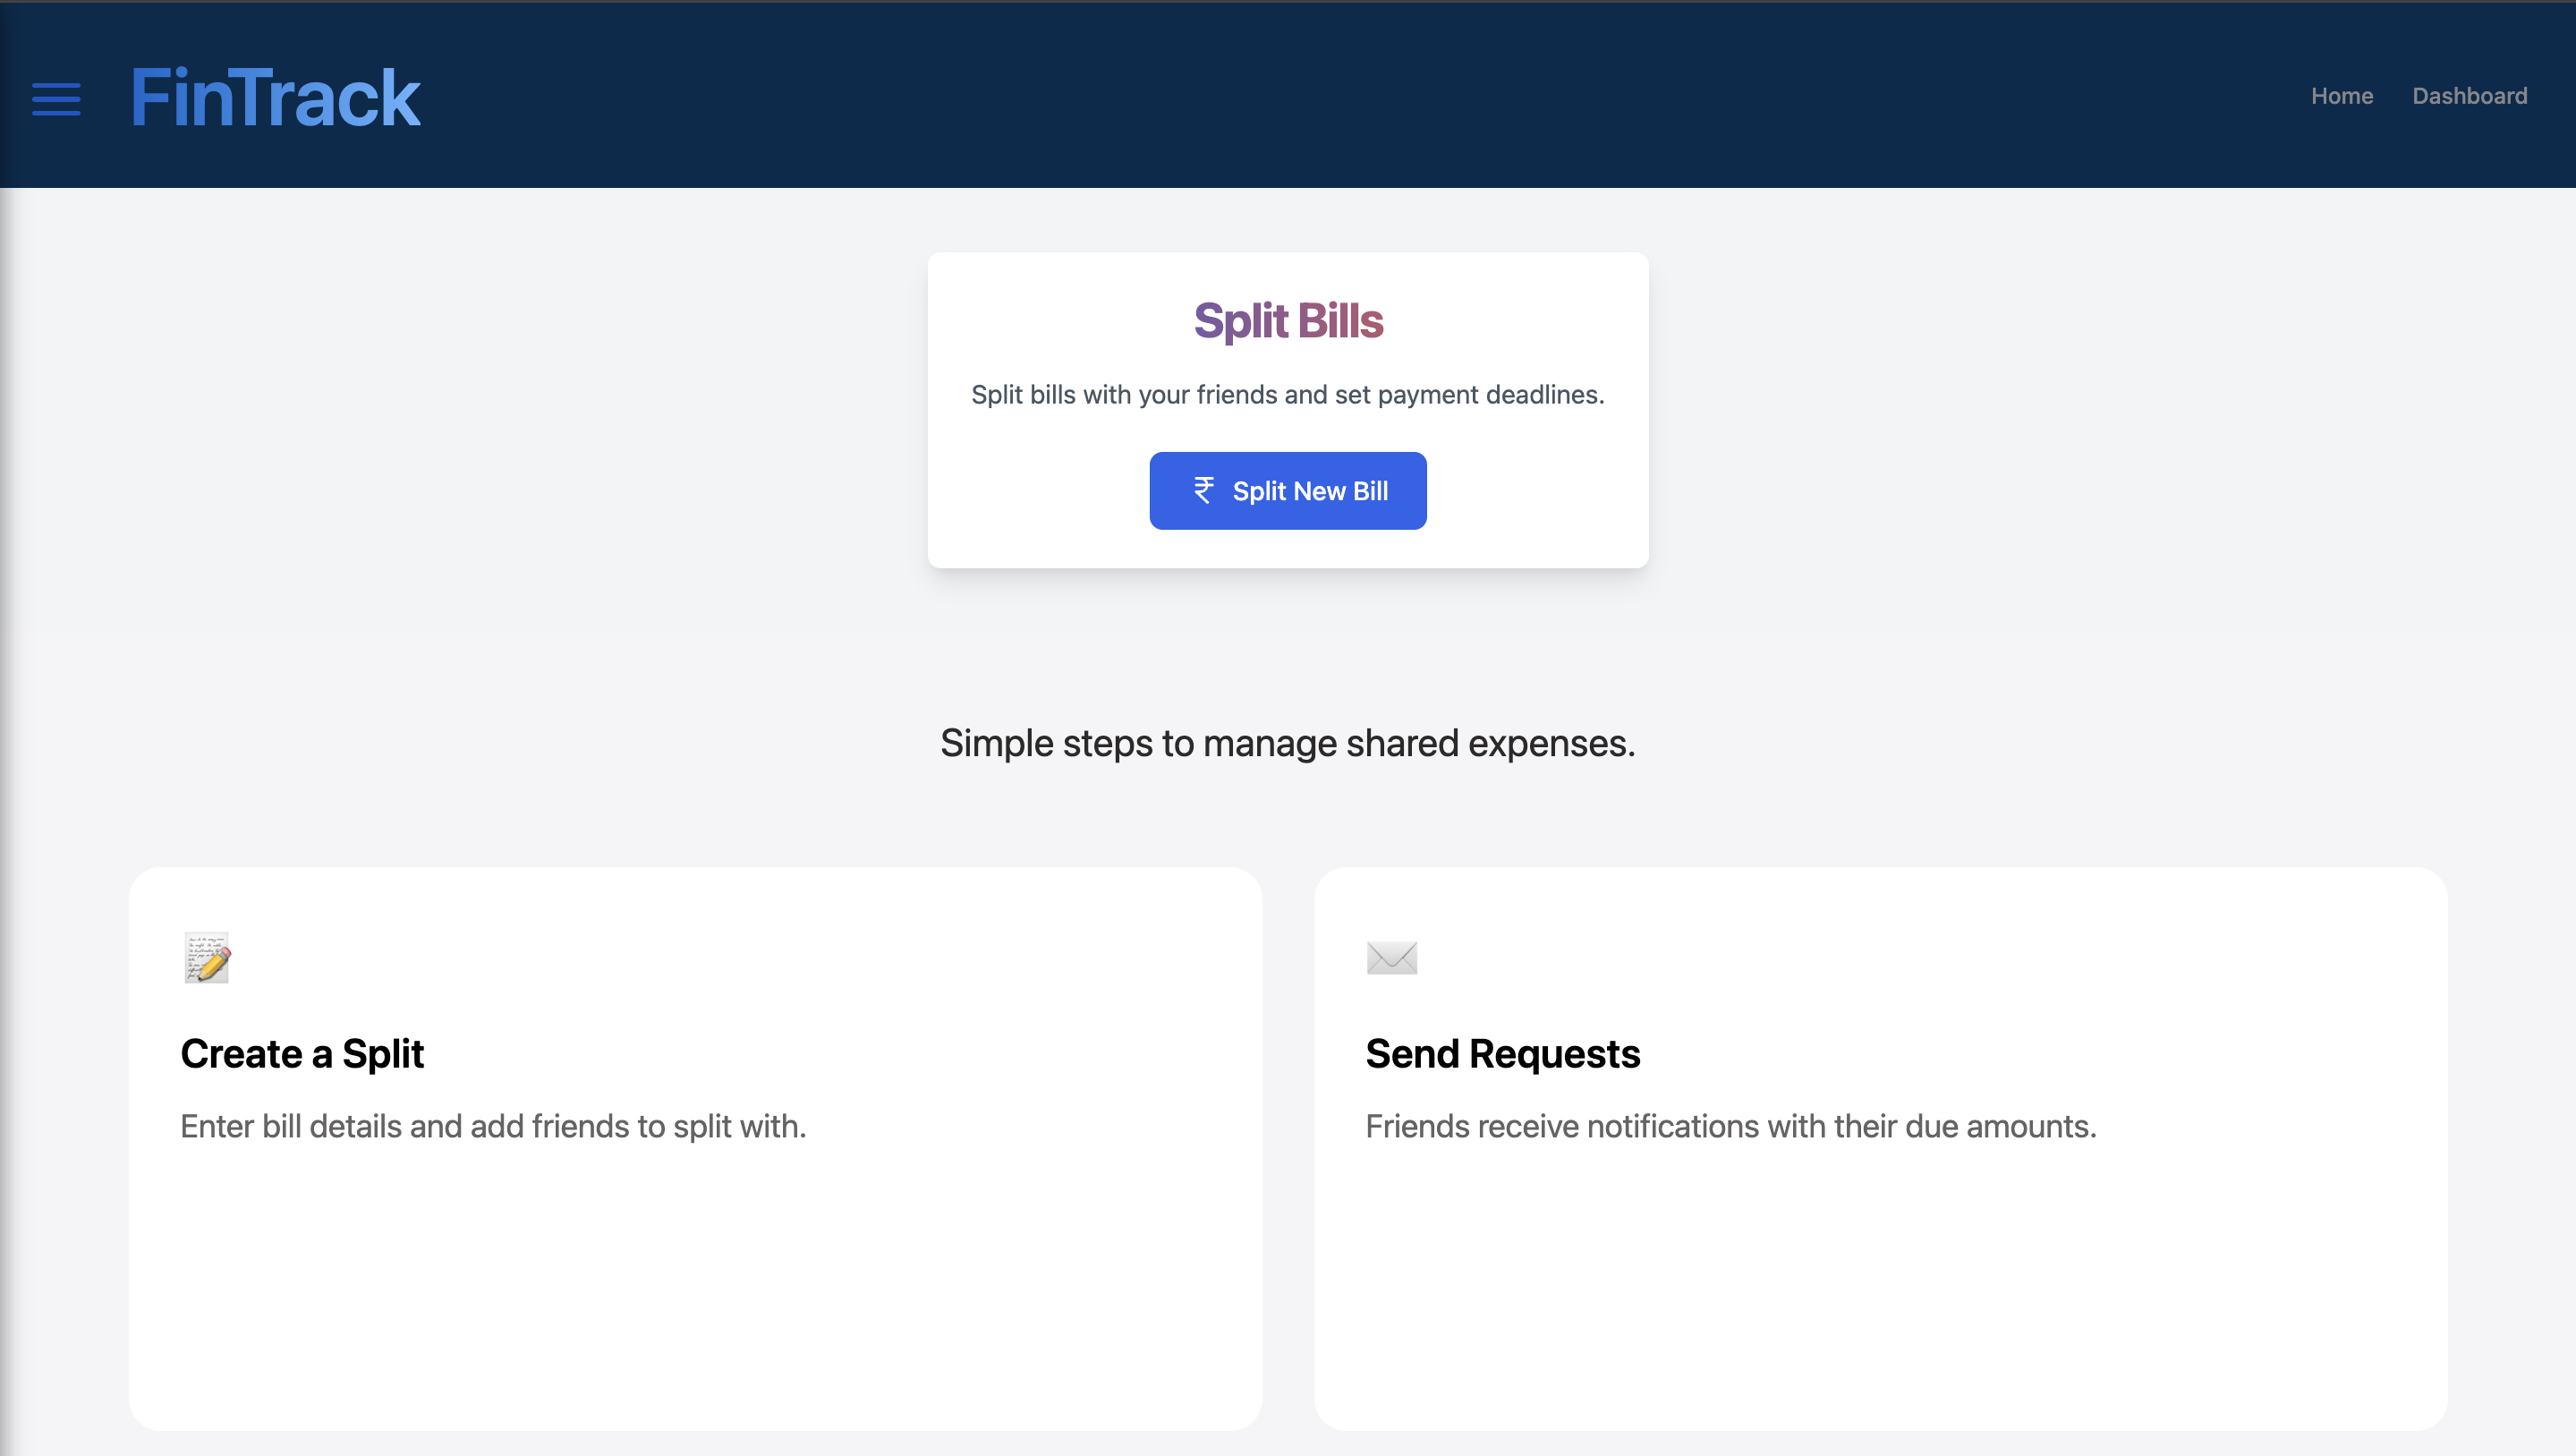 FinTrack
Home
Dashboard
Split Bills
Split bills with your friends and set payment deadlines.
₹ Split New Bill
Simple steps to manage shared expenses.
Create a Split
Enter bill details and add friends to split with.
Send Requests
Friends receive notifications with their due amounts.